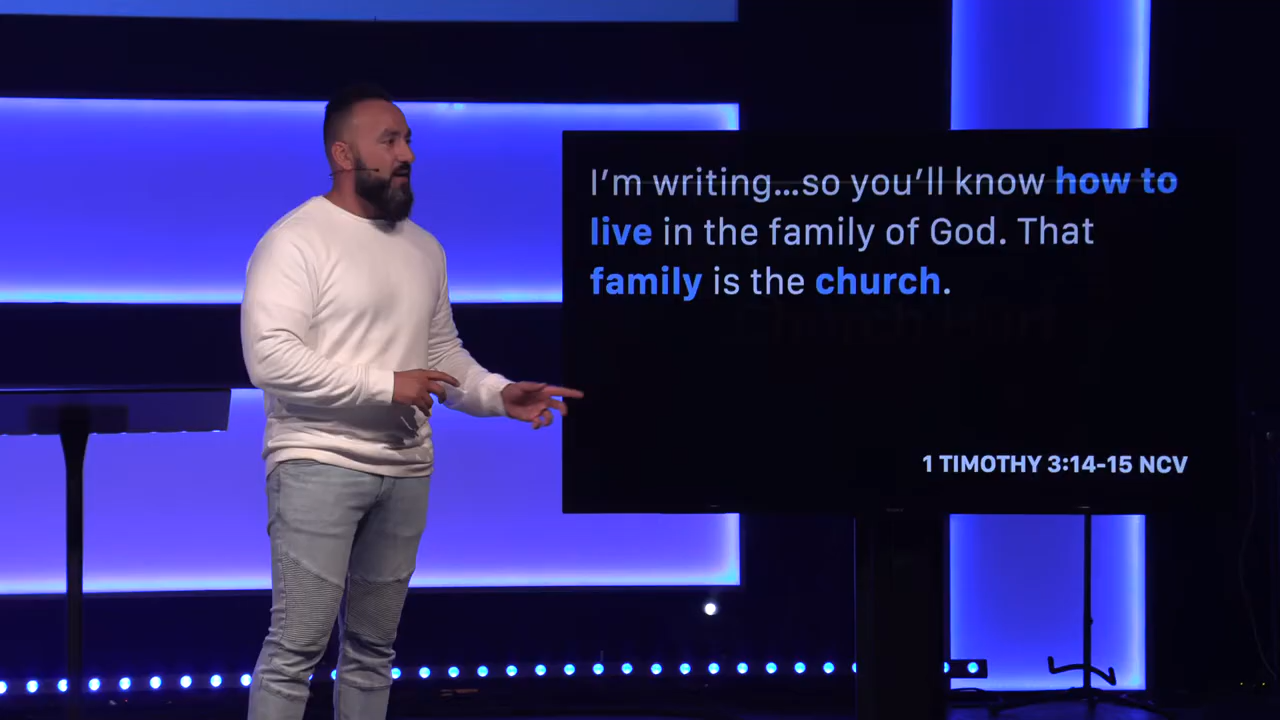 I'm writing...so you'll know how to
live in the family of God. That
family is the church.
1 TIMOTHY 3:14-15 NCV